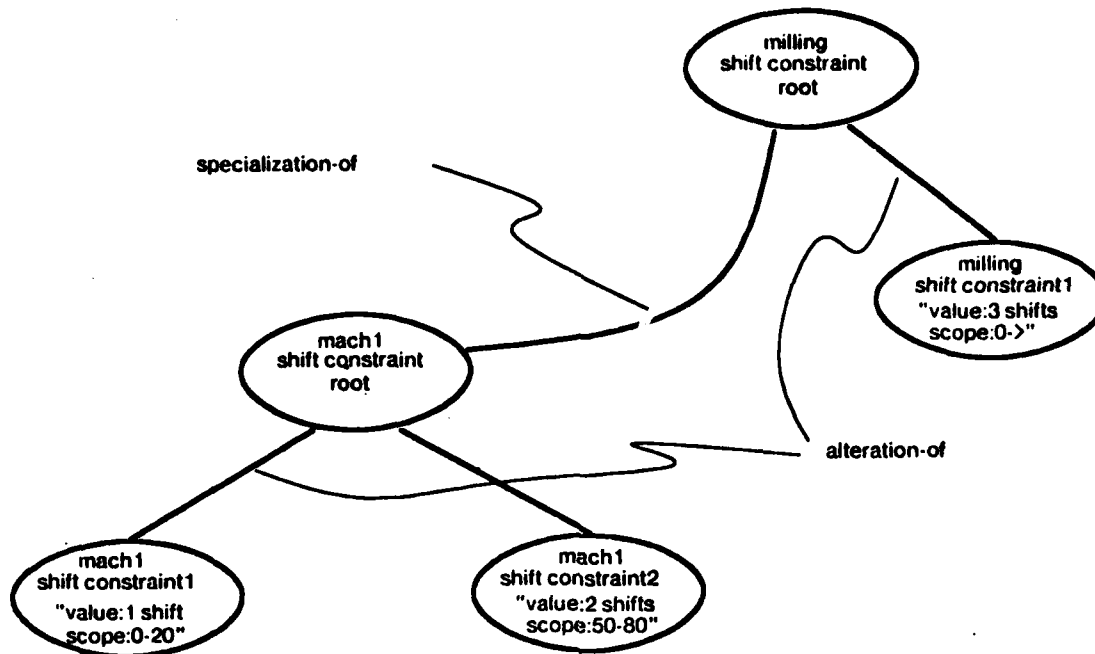 milling
shift constraint
root
specialization-of
milling
shift constraint1
"value:3 shifts
scope:0->"
mach1
shift constraint
root
alteration-of
mach1
shift constraint1
"value:1 shift
scope:0-20"
mach1
shift constraint2
"value:2 shifts
scope:50-80"